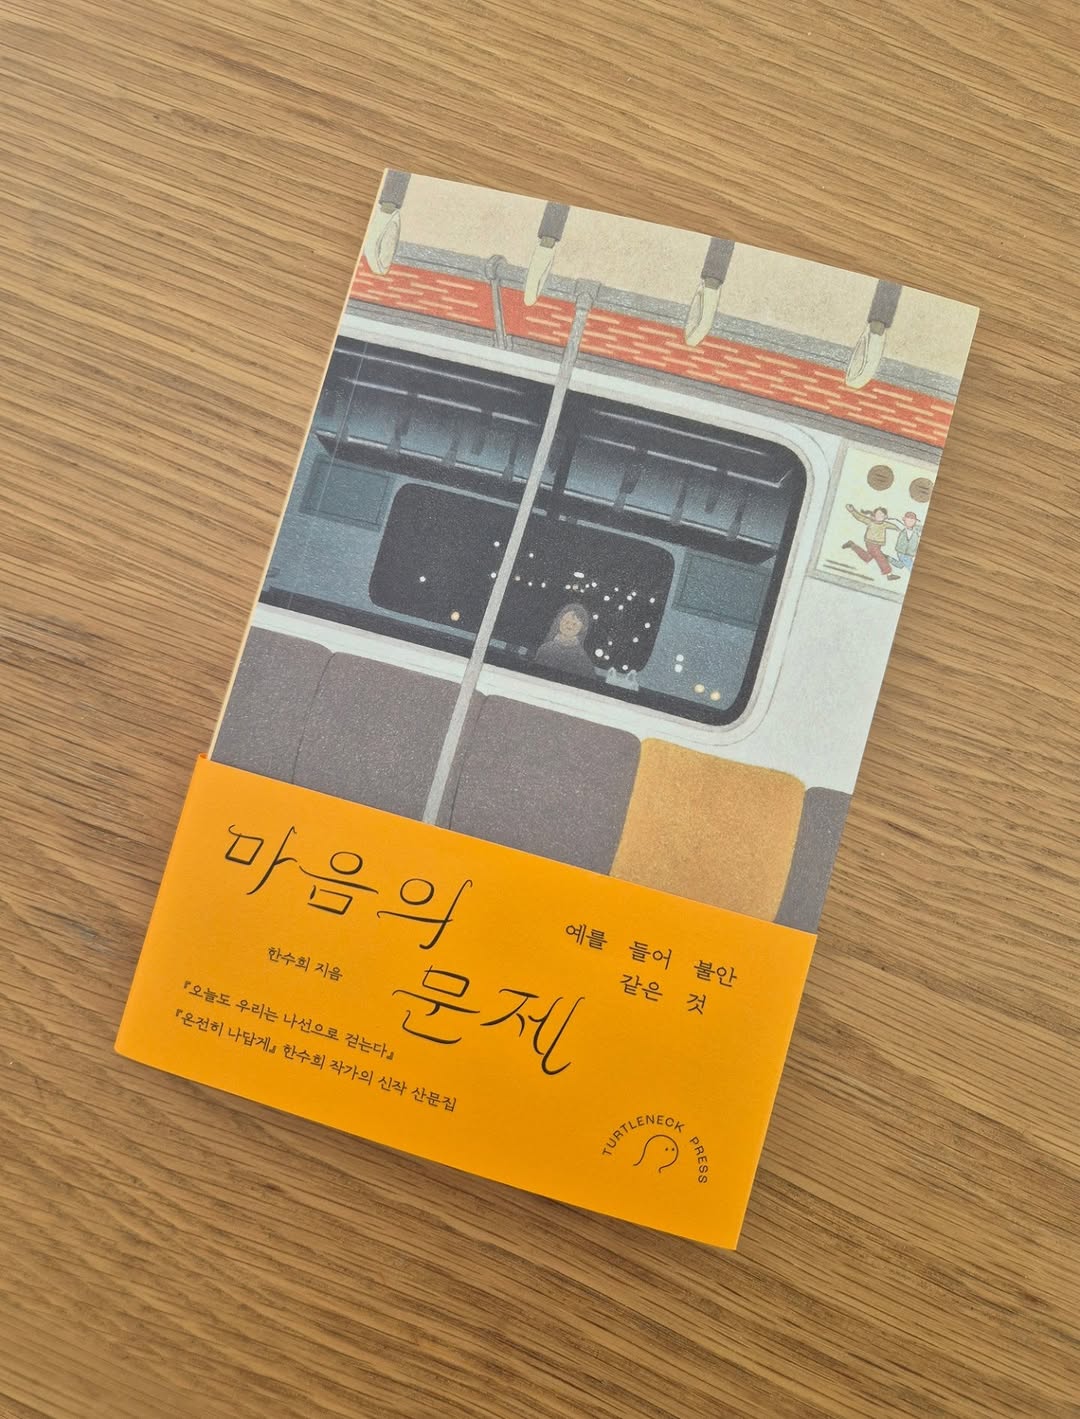 마음의
문제
예를 들어 불안
같은 것
한수희 지음
『오늘도 우리는 나선으로 걷는다』
『온전히 나답게』 한수희 작가의 신작 산문집
TURTLENECK PRESS